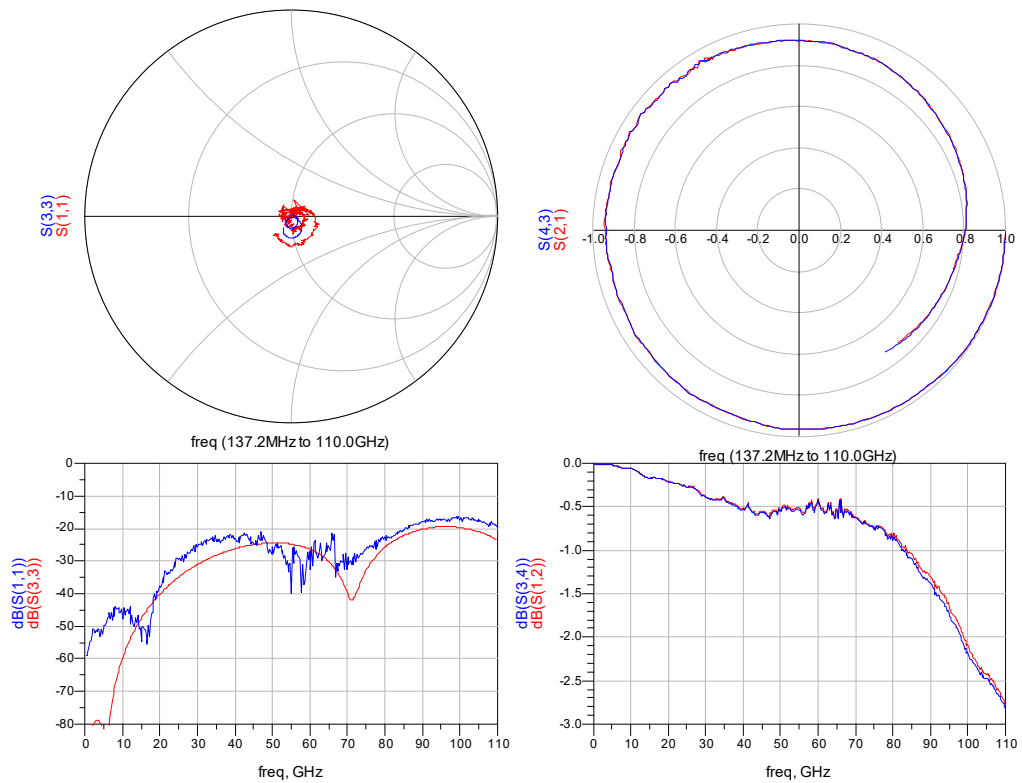 S(3,3)
S(1,1)
freq (137.2MHz to 110.0GHz)
S(4,3)
S(2,1)
-1.0 -0.8 -0.6 -0.4 -0.2 0.0 0.2 0.4 0.6 0.8 1.0
freq (137.2MHz to 110.0GHz)
dB(S(1,1))
dB(S(3,3))
0
-10
-20
-30
-40
-50
-60
-70
-80
0 10 20 30 40 50 60 70 80 90 100 110
freq, GHz
dB(S(3,4))
dB(S(1,2))
0.0
-0.5
-1.0
-1.5
-2.0
-2.5
-3.0
0 10 20 30 40 50 60 70 80 90 100 110
freq, GHz